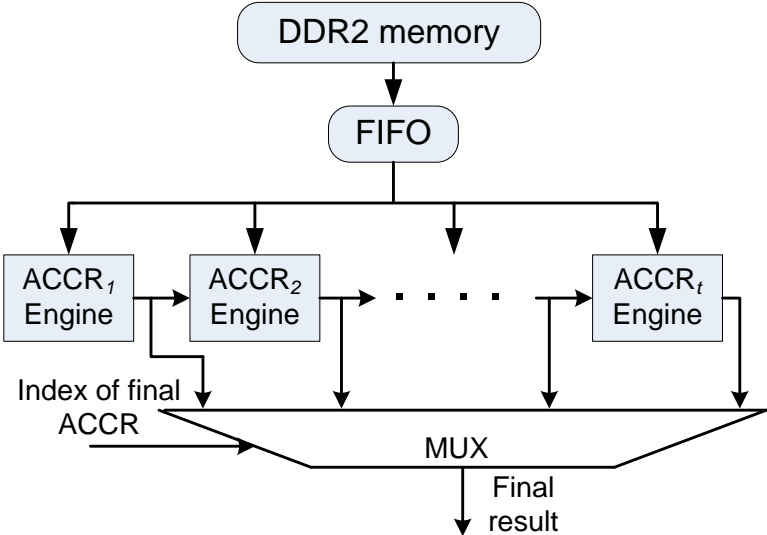 DDR2 memory
FIFO
ACCR1
Engine
ACCR2
Engine
. . . .
ACCRt
Engine
Index of final
ACCR
MUX
Final
result